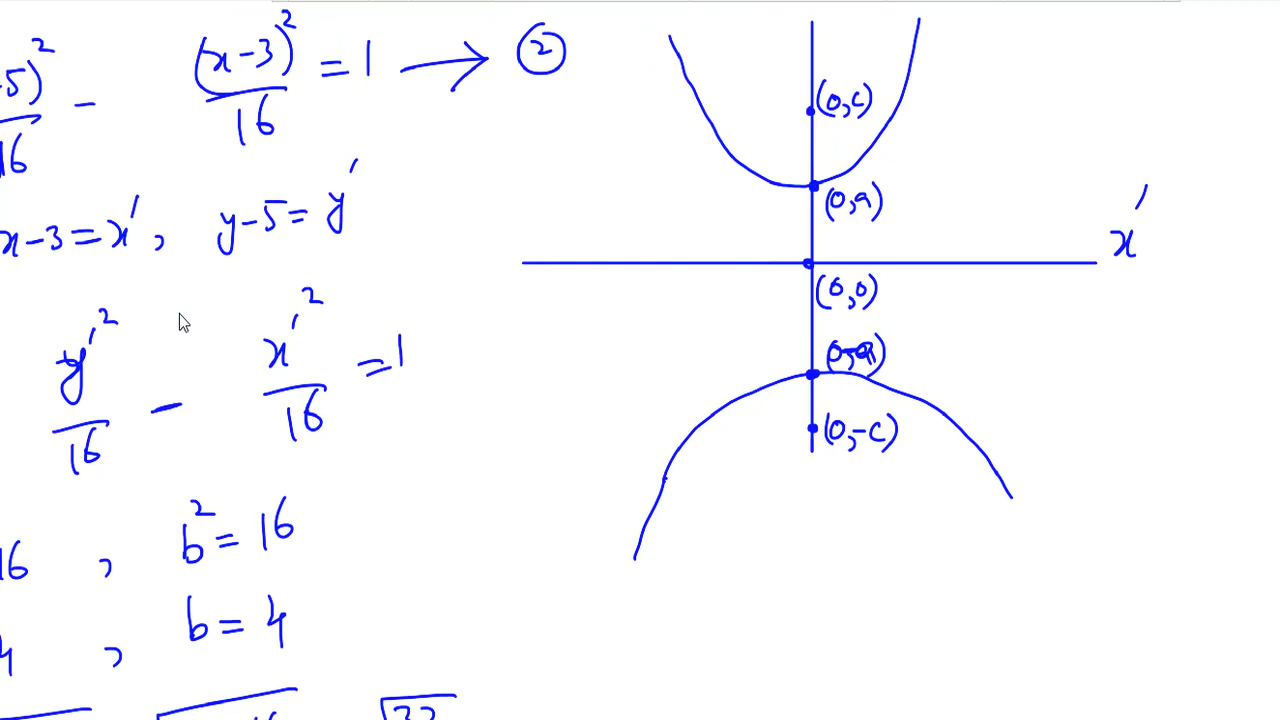 -5)²/16 - (x-3)²/16 = 1 → ②
x-3 = x', y-5 = y'
y'²/16 - x'²/16 = 1
16, b² = 16
4, b = 4
√32
(0,c)
(0,a)
x'
(0,0)
(0,-a)
(0,-c)